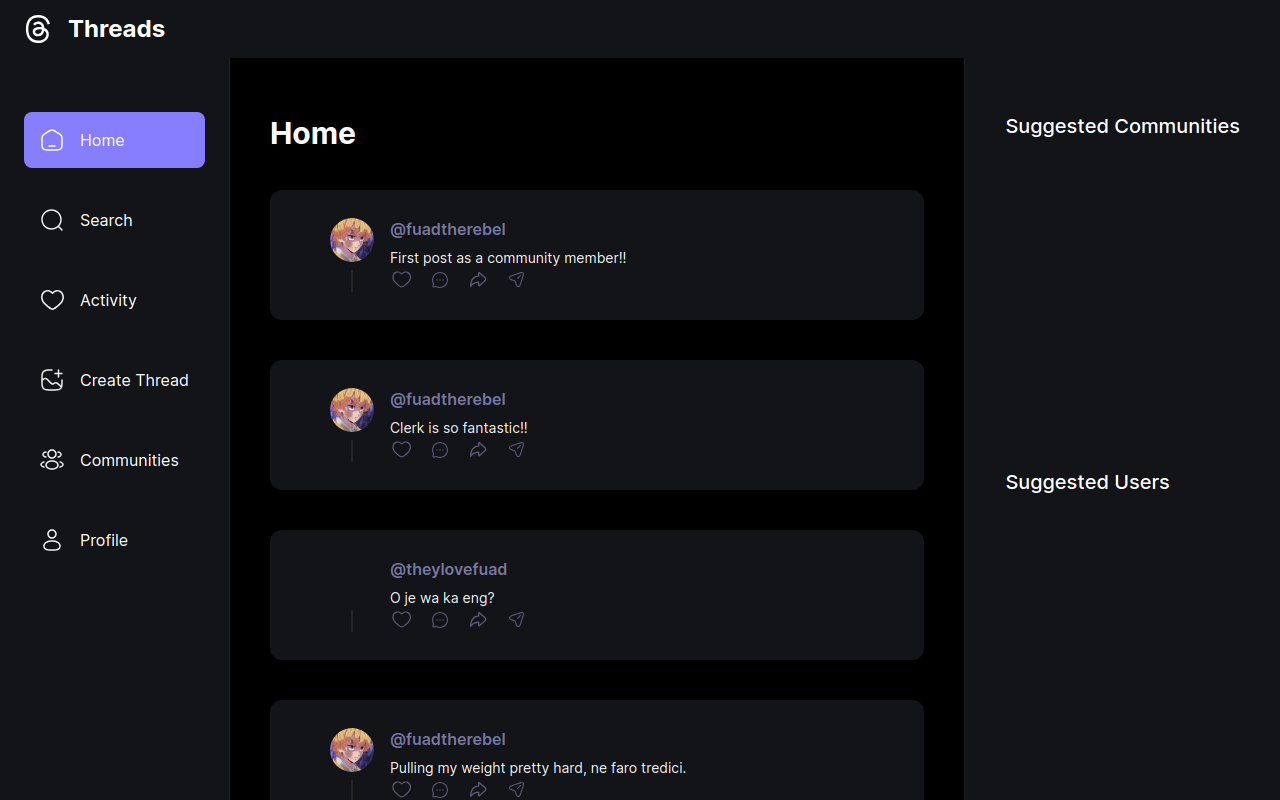 Threads
Home
Search
Activity
Create Thread
Communities
Profile
Home
@fuadtherebel
First post as a community member!!
@fuadtherebel
Clerk is so fantastic!!
@theylovefuad
O je wa ka eng?
@fuadtherebel
Pulling my weight pretty hard, ne faro tredici.
Suggested Communities
Suggested Users